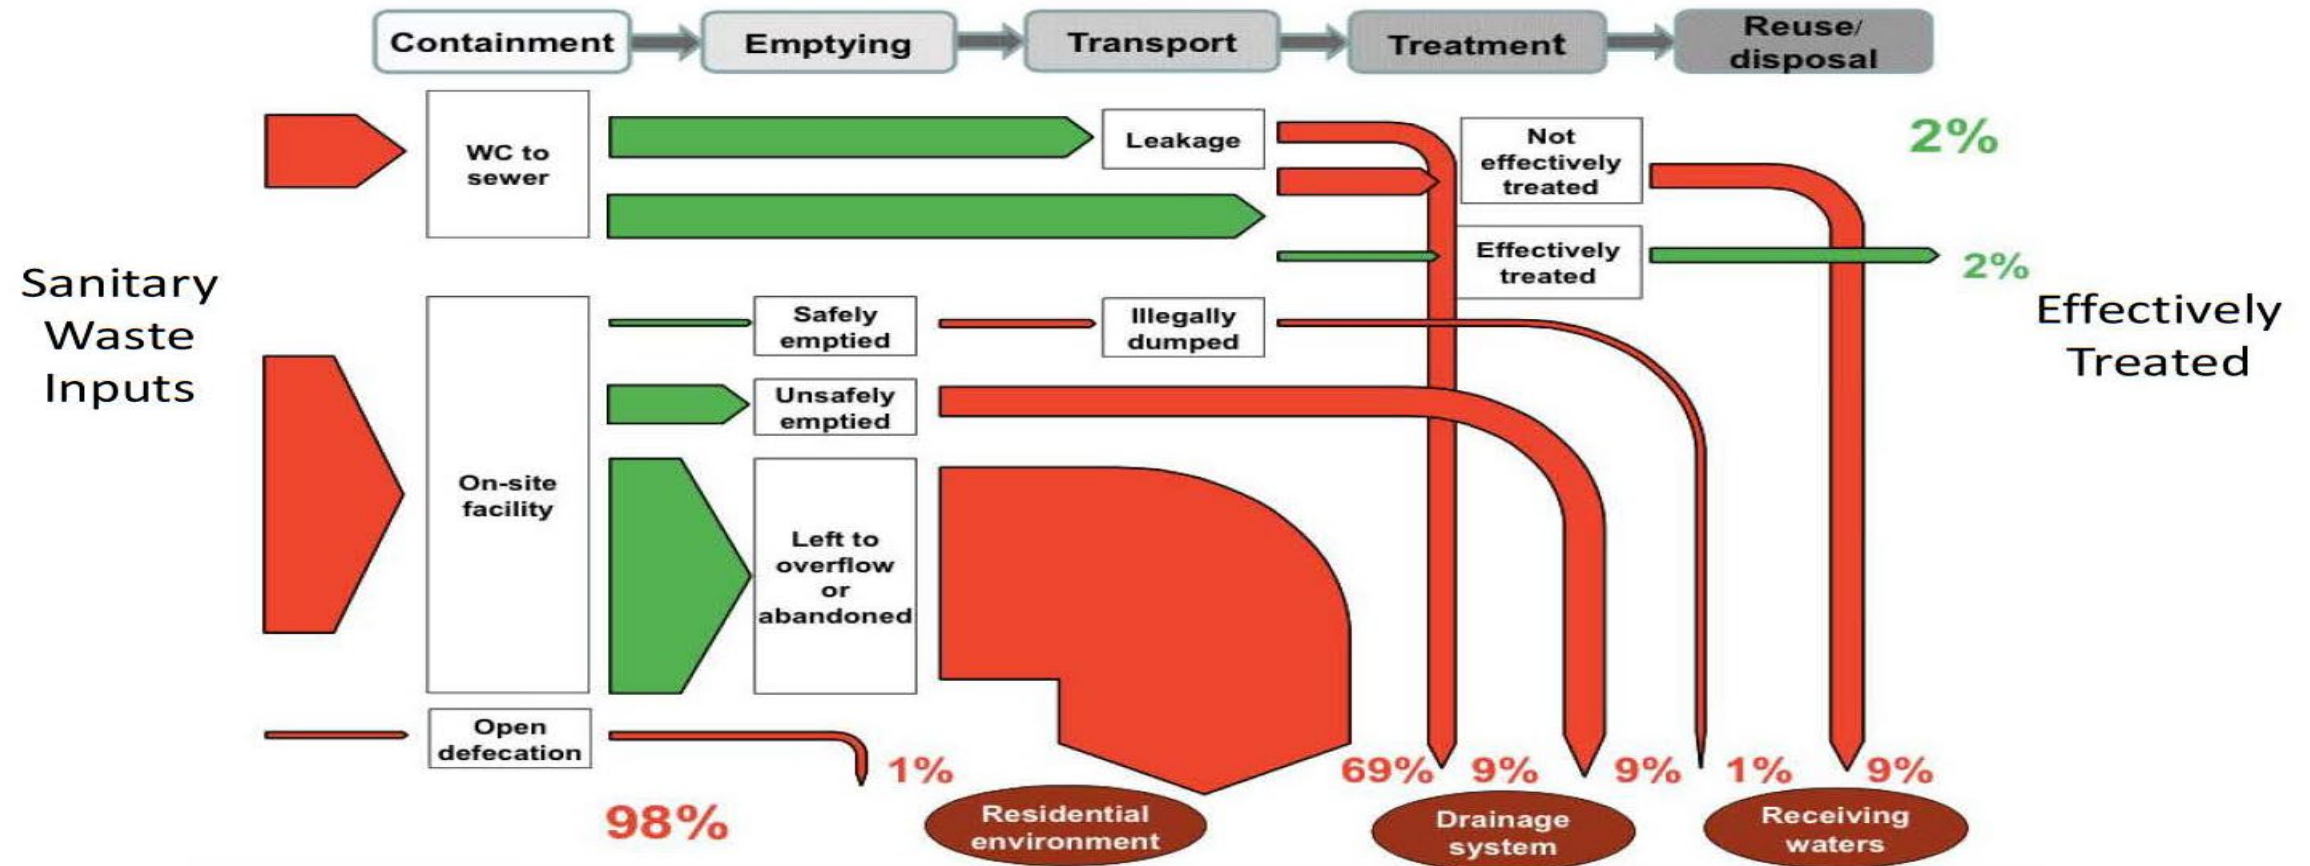 Containment
Emptying
Transport
Treatment
Reuse/
disposal
WC to
sewer
Leakage
Not
effectively
treated
2%
Effectively
treated
2%
Sanitary
Waste
Inputs
Effectively
Treated
Safely
emptied
Illegally
dumped
Unsafely
emptied
On-site
facility
Left to
overflow
or
abandoned
Open
defecation
1%
69%
9%
9%
1%
9%
98%
Residential
environment
Drainage
system
Receiving
waters